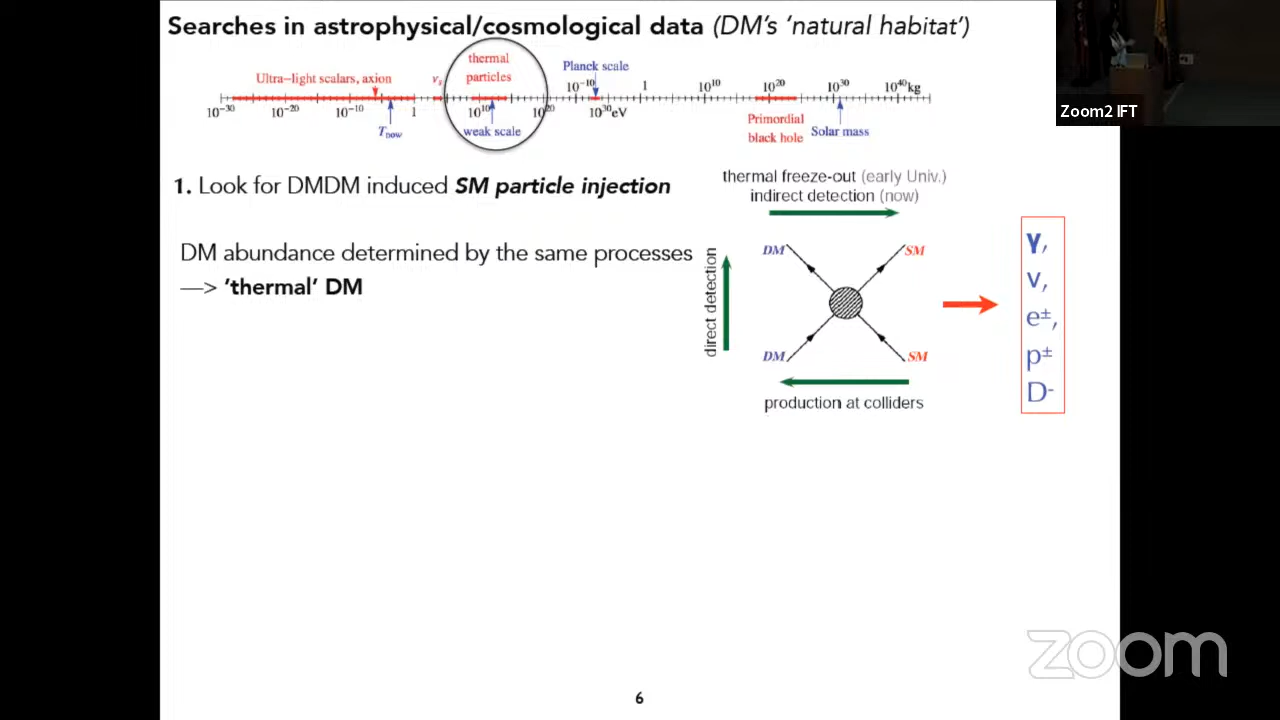 Searches in astrophysical/cosmological data (DM's 'natural habitat')
Ultra-light scalars, axion
νs
thermal
particles
Planck scale
10⁻¹⁰ 1 10¹⁰ 10²⁰ 10³⁰ 10⁴⁰kg
10⁻³⁰ 10⁻²⁰ 10⁻¹⁰ 1 10¹⁰ 10²⁰ 10³⁰eV
Tnow
weak scale
Primordial
black hole
Solar mass
Zoom2 IFT
1. Look for DMDM induced SM particle injection
thermal freeze-out (early Univ.)
indirect detection (now)
DM abundance determined by the same processes
—> 'thermal' DM
direct detection
DM SM
DM SM
production at colliders
γ,
ν,
e±,
p±
D-
zoom
6